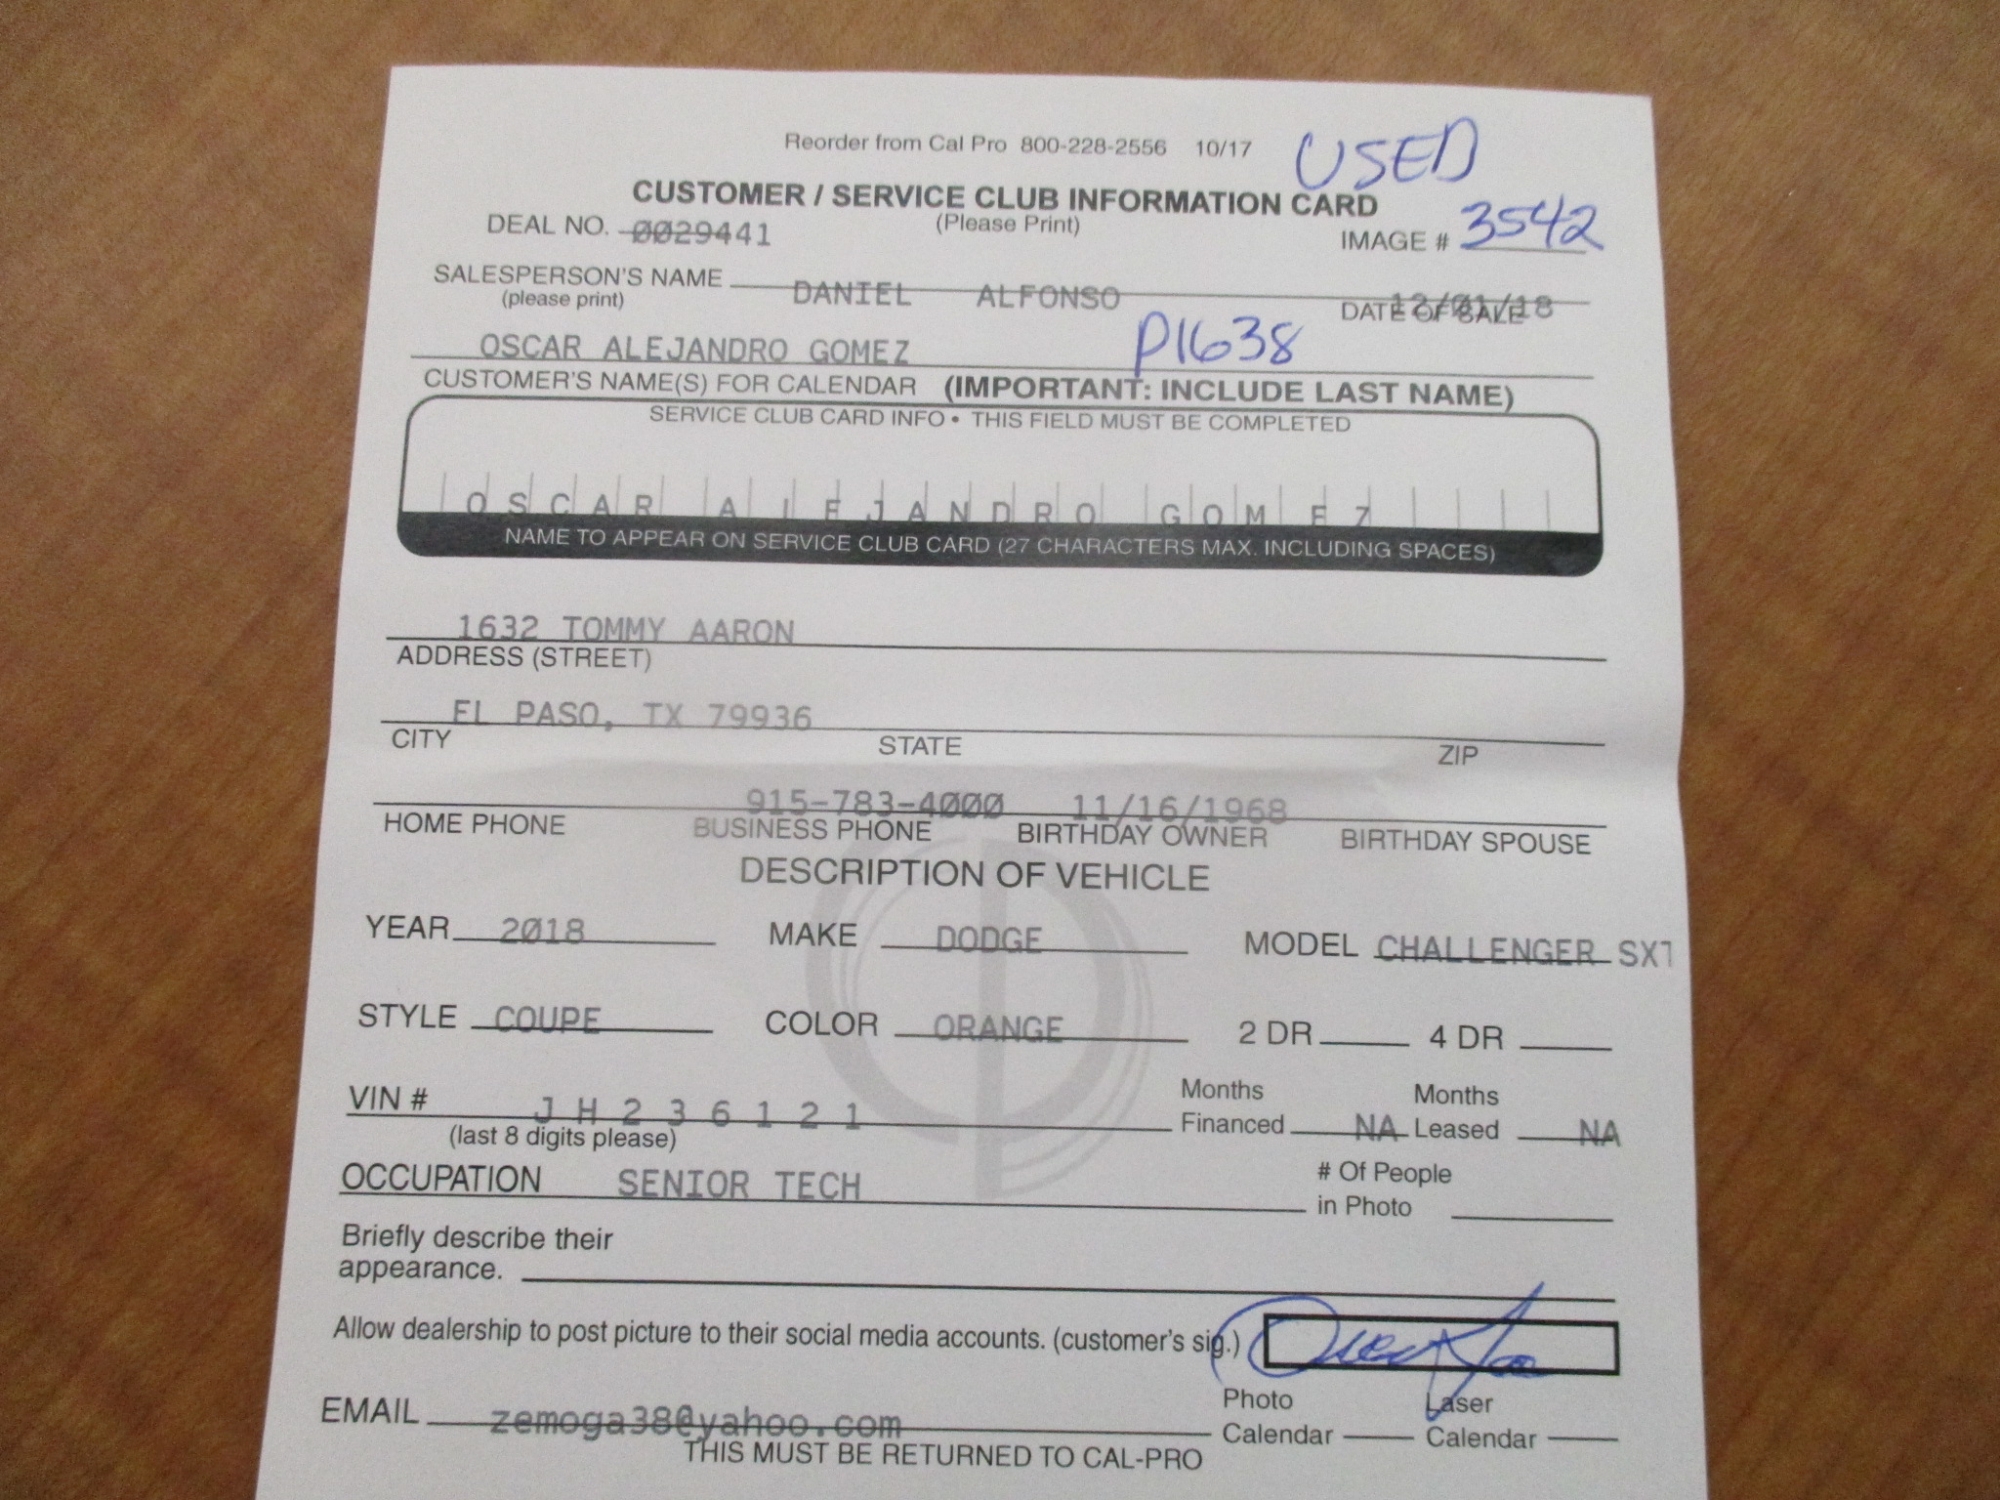 Reorder from Cal Pro 800-228-2556 10/17 USED
CUSTOMER / SERVICE CLUB INFORMATION CARD
DEAL NO. 0029441 (Please Print) IMAGE # 3542
SALESPERSON'S NAME DANIEL ALFONSO
(please print) DATE OF SALE 12/01/18
OSCAR ALEJANDRO GOMEZ P1638
CUSTOMER'S NAME(S) FOR CALENDAR (IMPORTANT: INCLUDE LAST NAME)
SERVICE CLUB CARD INFO • THIS FIELD MUST BE COMPLETED
OSCAR ALEJANDRO GOMEZ
NAME TO APPEAR ON SERVICE CLUB CARD (27 CHARACTERS MAX. INCLUDING SPACES)
1632 TOMMY AARON
ADDRESS (STREET)
EL PASO, TX 79936
CITY STATE ZIP
915-783-4000 11/16/1968
HOME PHONE BUSINESS PHONE BIRTHDAY OWNER BIRTHDAY SPOUSE
DESCRIPTION OF VEHICLE
YEAR 2018 MAKE DODGE MODEL CHALLENGER SXT
STYLE COUPE COLOR ORANGE 2 DR 4 DR
VIN # JH236121 Months Financed NA Months Leased NA
(last 8 digits please)
OCCUPATION SENIOR TECH # Of People in Photo
Briefly describe their
appearance.
Allow dealership to post picture to their social media accounts. (customer's sig.)
EMAIL zemoga38@yahoo.com Photo Calendar Laser Calendar
THIS MUST BE RETURNED TO CAL-PRO